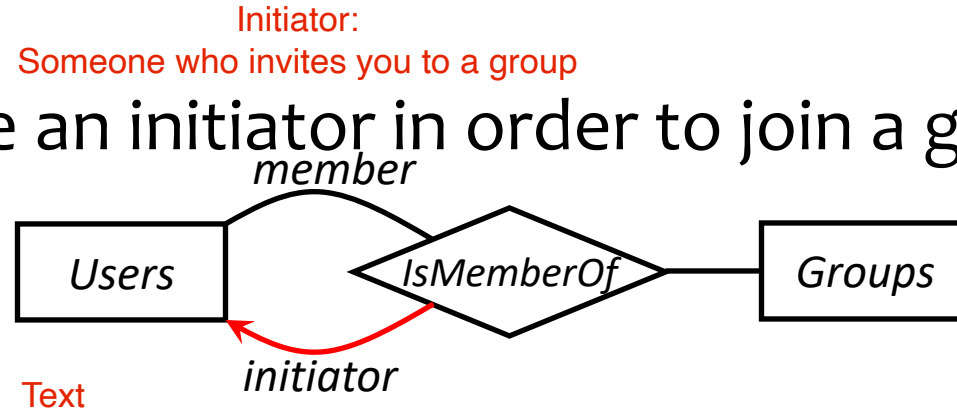 Initiator:
Someone who invites you to a group
e an initiator in order to join a g
member
Users
IsMemberOf
Groups
initiator
Text